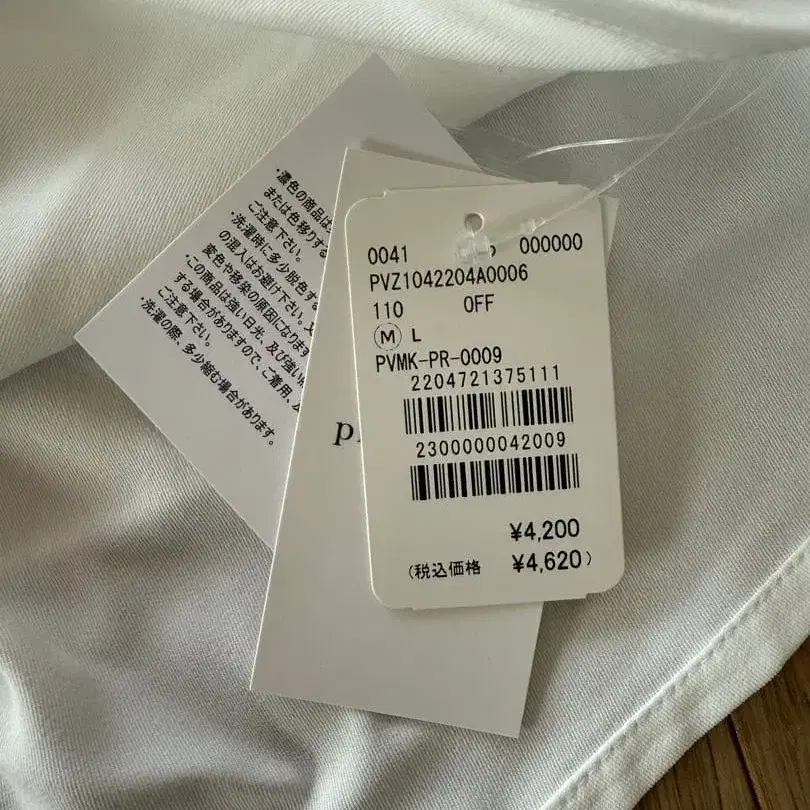 ・濃色の商品は
または色移りする
ご注意下さい。
・洗濯時に多少脱色す
の混入はお避け下さい。
変色や移染の原因になりま
・この商品は強い日光、及び強い
する場合がありますので、ご着用、
ご注意下さい。
・洗濯の際、多少縮む場合があります。
p
0041 000000
PVZ1042204A0006
110 OFF
M L
PVMK-PR-0009
2204721375111
2300000042009
¥4,200
(税込価格 ¥4,620)